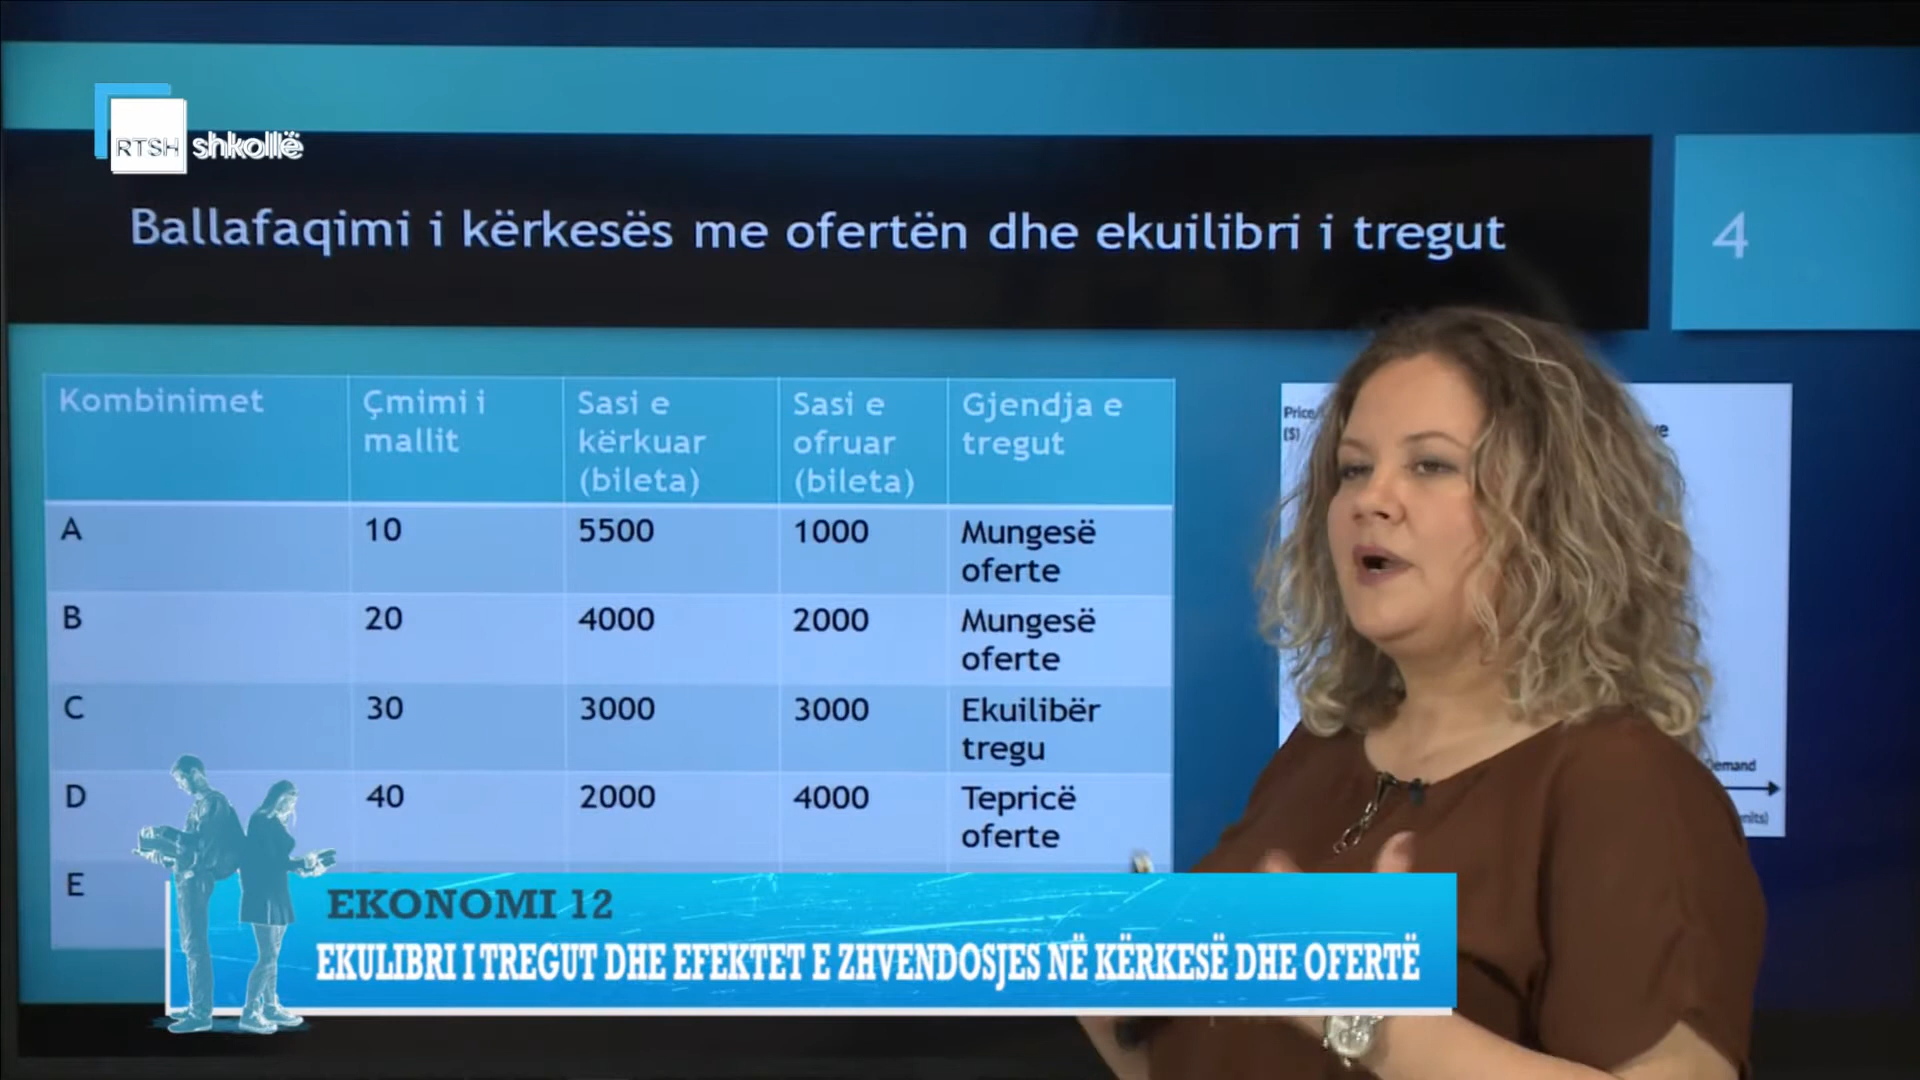 RTSH shkollë
Ballafaqimi i kërkesës me ofertën dhe ekuilibri i tregut
4
Kombinimet
Çmimi i
mallit
Sasi e
kërkuar
(bileta)
Sasi e
ofruar
(bileta)
Gjendja e
tregut
A
10
5500
1000
Mungesë
oferte
B
20
4000
2000
Mungesë
oferte
C
30
3000
3000
Ekuilibër
tregu
D
40
2000
4000
Tepricë
oferte
E
Price/
($)
EKONOMI 12
EKULIBRI I TREGUT DHE EFEKTET E ZHVENDOSJES NË KËRKESË DHE OFERTË